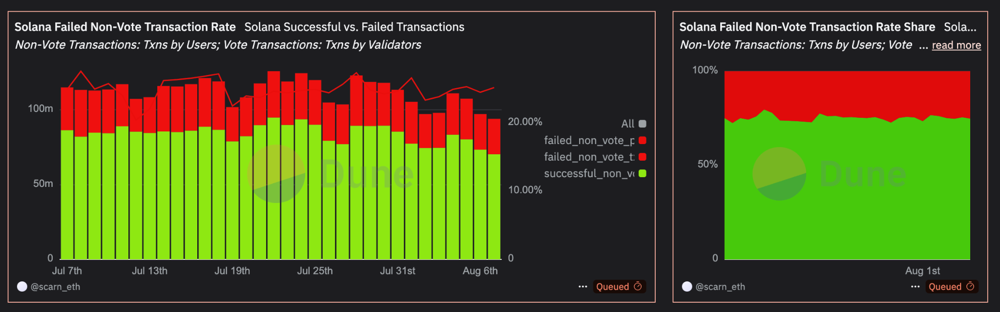 Solana Failed Non-Vote Transaction Rate Solana Successful vs. Failed Transactions
Non-Vote Transactions: Txns by Users; Vote Transactions: Txns by Validators
100m
50m
0
20.00%
10.00%
0
All
failed_non_vote_p
failed_non_vote_t
successful_non_v
Jul 7th Jul 13th Jul 19th Jul 25th Jul 31st Aug 6th
Dune
@scarn_eth
... Queued
Solana Failed Non-Vote Transaction Rate Share Sola...
Non-Vote Transactions: Txns by Users; Vote ... read more
100%
50%
0
Dune
Aug 1st
@scarn_eth
... Queued